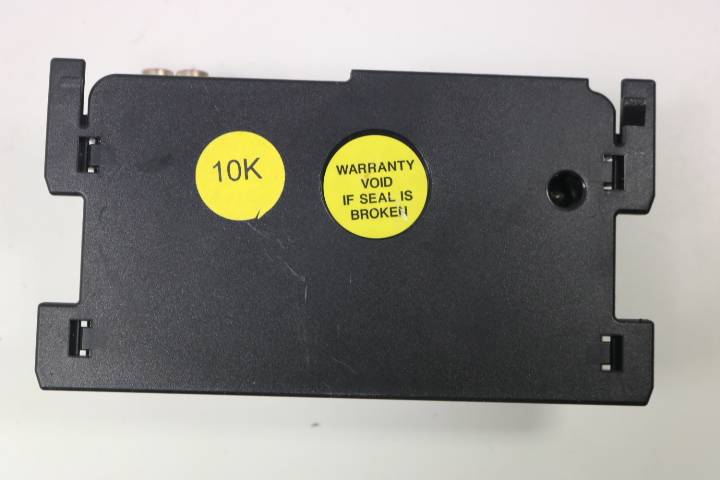 10K
WARRANTY
VOID
IF SEAL IS
BROKEN